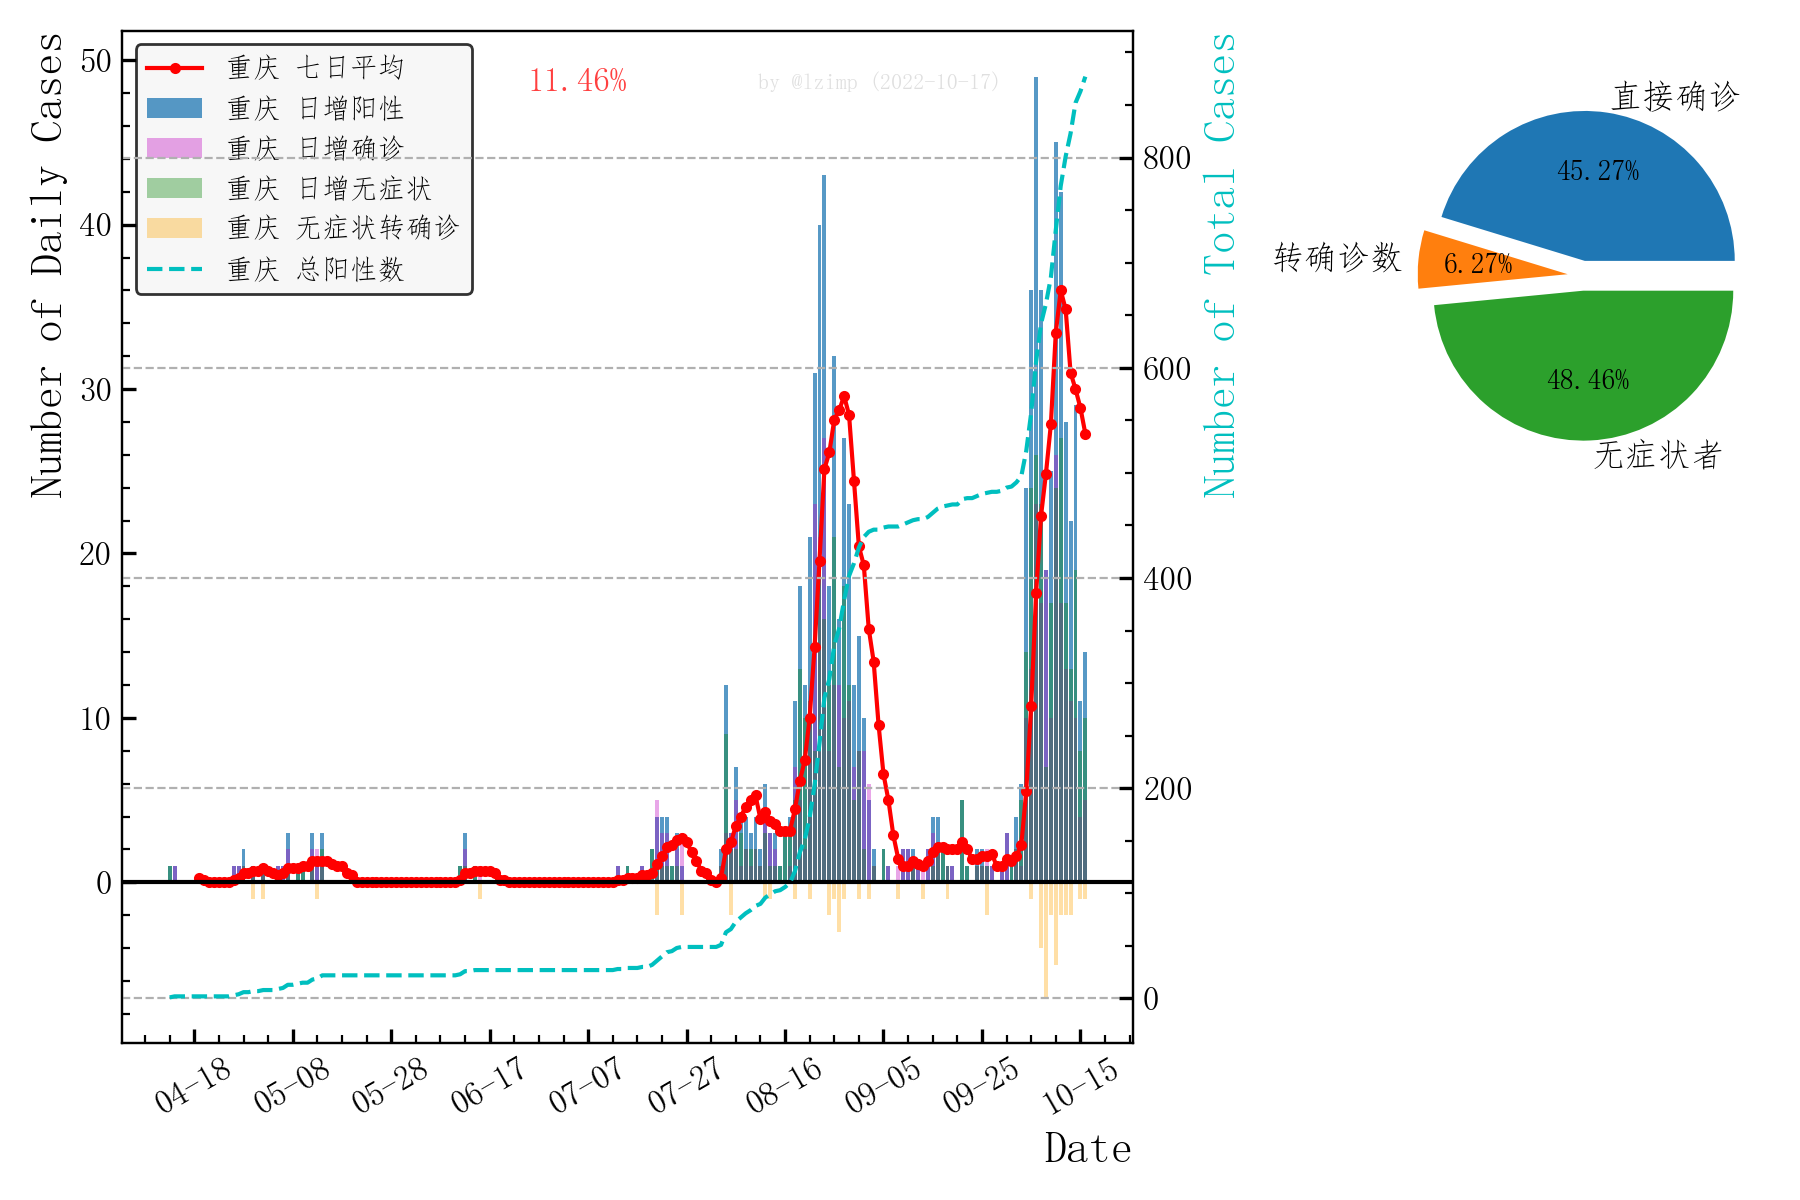 Number of Daily Cases
50
40
30
20
10
0
重庆 七日平均
重庆 日增阳性
重庆 日增确诊
重庆 日增无症状
重庆 无症状转确诊
重庆 总阳性数
11.46%
by @lzimp (2022-10-17)
800
600
400
200
0
Number of Total Cases
04-18
05-08
05-28
06-17
07-07
07-27
08-16
09-05
09-25
10-15
Date
直接确诊
45.27%
转确诊数
6.27%
48.46%
无症状者